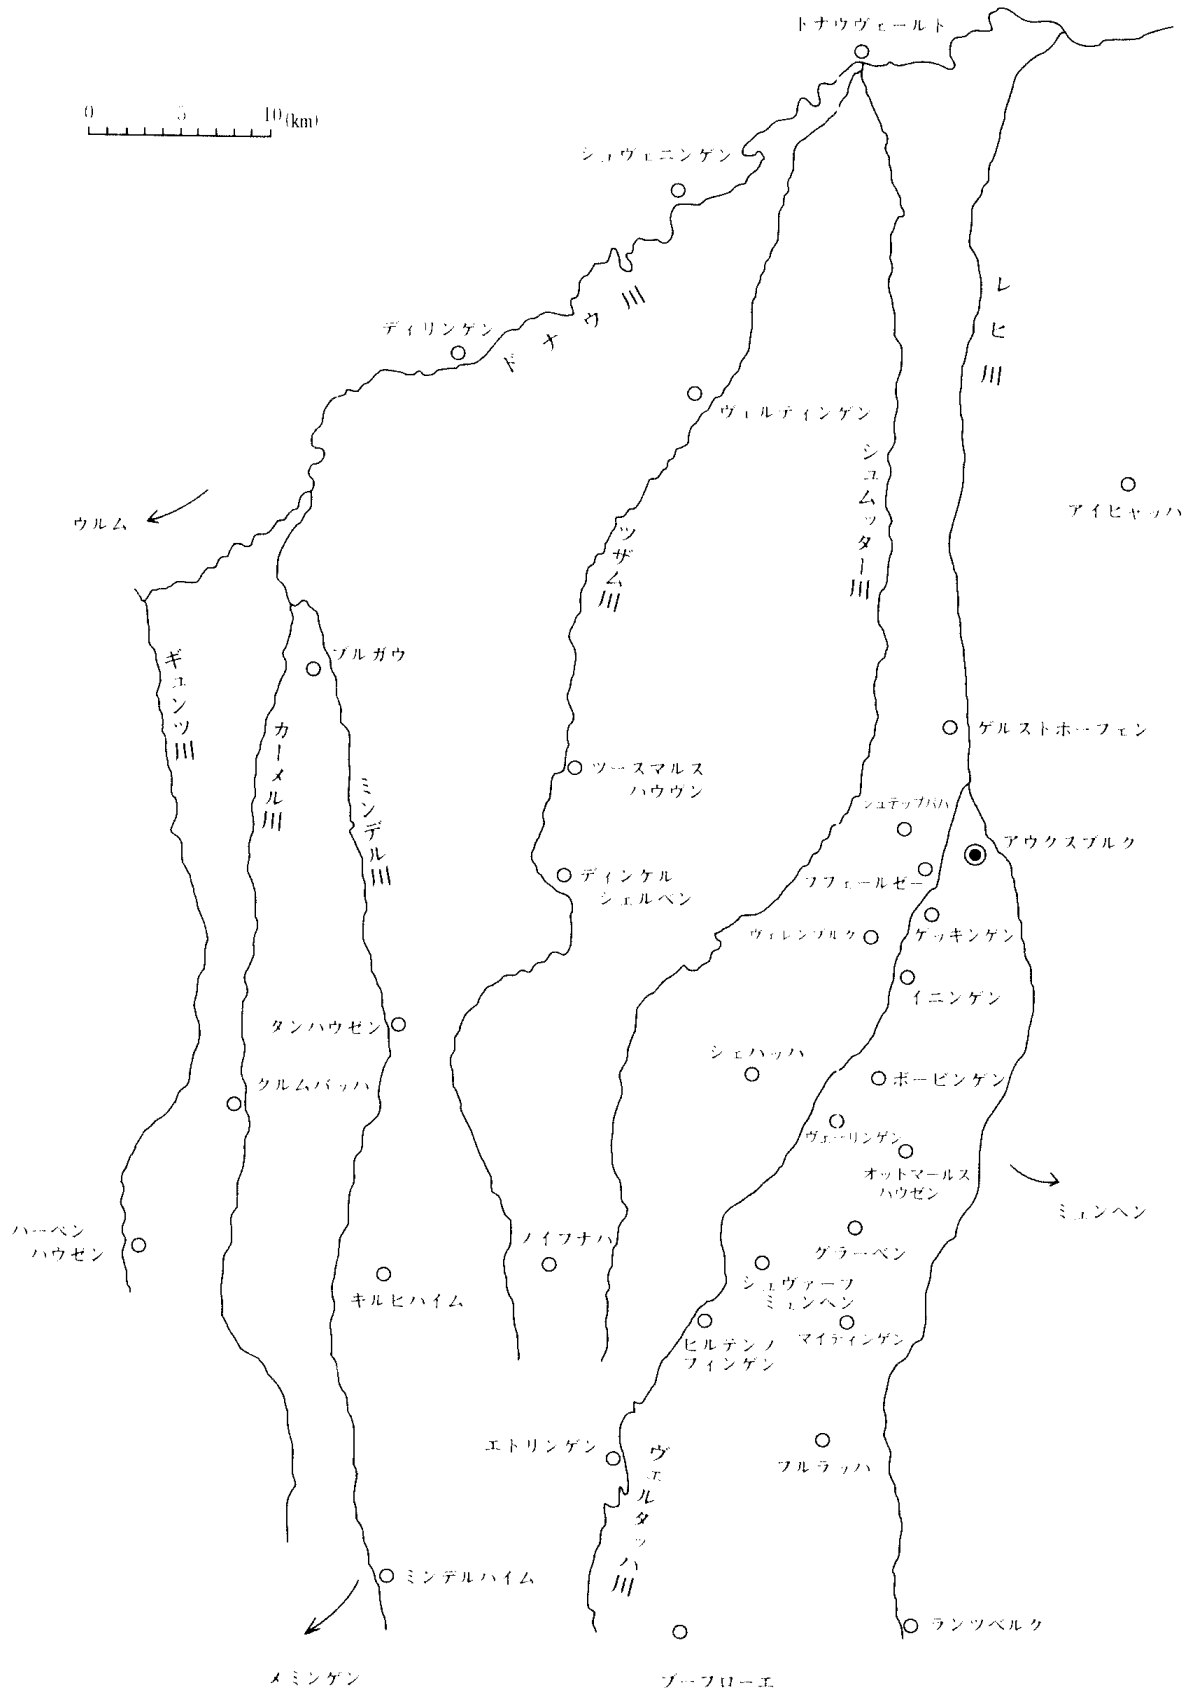 トナウヴェールト
0 5 10(km)
シュヴェニンゲン
レヒ川
ドナウ川
ディリンゲン
ヴェルティンゲン
シュムッター川
アイヒャッハ
ウルム
ツザム川
ブルガウ
ギュンツ川
カーメル川
ミンデル川
ゲルストホーフェン
ツースマルス
ハウゼン
シュテップバハ
アウクスブルク
ディンケル
シェルベン
プフェールゼー
ヴィレンブルク
ゲッキンゲン
イニンゲン
タンハウゼン
シェハッハ
クルムバッハ
ボービンゲン
ヴェーリンゲン
オットマールス
ハウゼン
ミュンヘン
ハーベン
ハウゼン
ノイフナハ
グラーベン
キルヒハイム
シュヴァーブ
ミュンヘン
ヒルテンフ
フィンゲン
マイティンゲン
エトリンゲン
ヴェルタッハ川
フルラッハ
ミンデルハイム
ランツベルク
メミンゲン
ブーフローエ